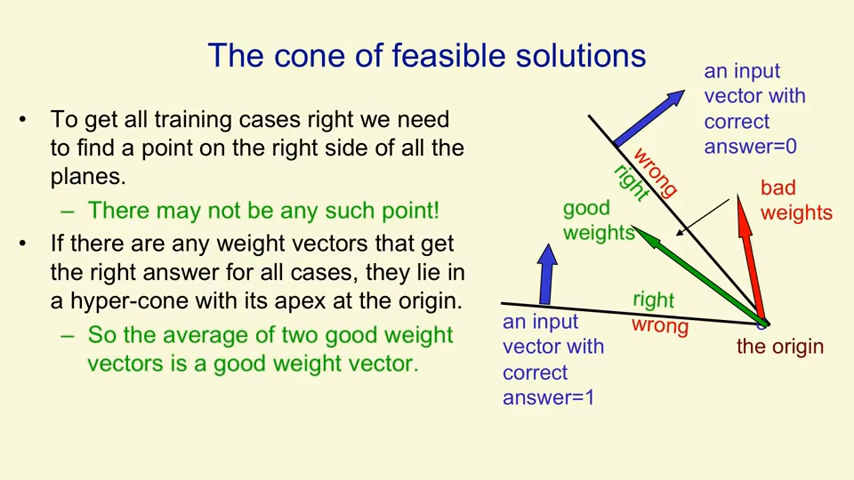 The cone of feasible solutions
• To get all training cases right we need
to find a point on the right side of all the
planes.
– There may not be any such point!
• If there are any weight vectors that get
the right answer for all cases, they lie in
a hyper-cone with its apex at the origin.
– So the average of two good weight
vectors is a good weight vector.
an input
vector with
correct
answer=0
wrong
right
bad
weights
good
weights
right
wrong
an input
vector with
correct
answer=1
the origin